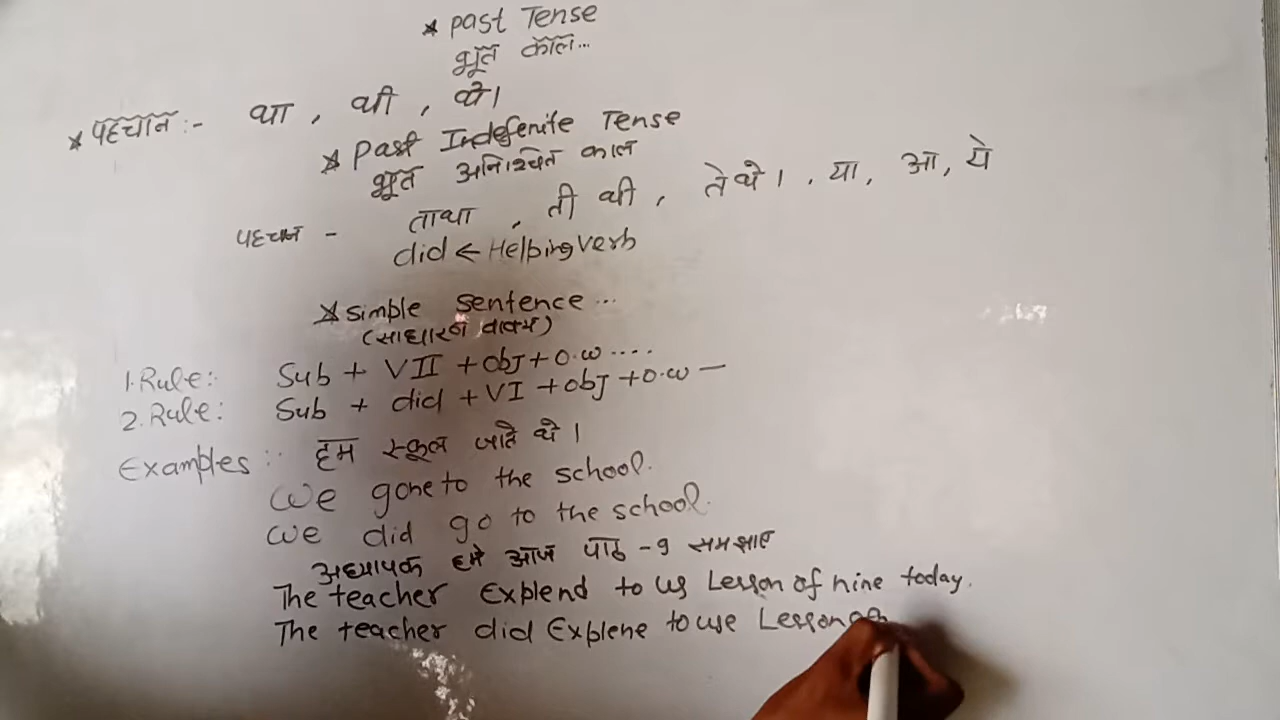 * Past Tense
भूत काल...
* पहचान :- था , थी , थे।
* Past Indefenite Tense
भूत अनिश्चित काल
पहचान - ताथा , ती थी , तेथे। , या, आ, ये
did ← Helping verb
* simple sentence ...
(साधारण वाक्य)
1. Rule: Sub + VII + obj + o.w ....
2. Rule: Sub + did + VI + obj + o.w —
Examples :- हम स्कूल जाते थे।
We gone to the school.
We did go to the school.
अध्यापक हमे आज पाठ - 9 समझाए
The teacher Explend to us Lesson of nine today.
The teacher did Explene to use Lesson of